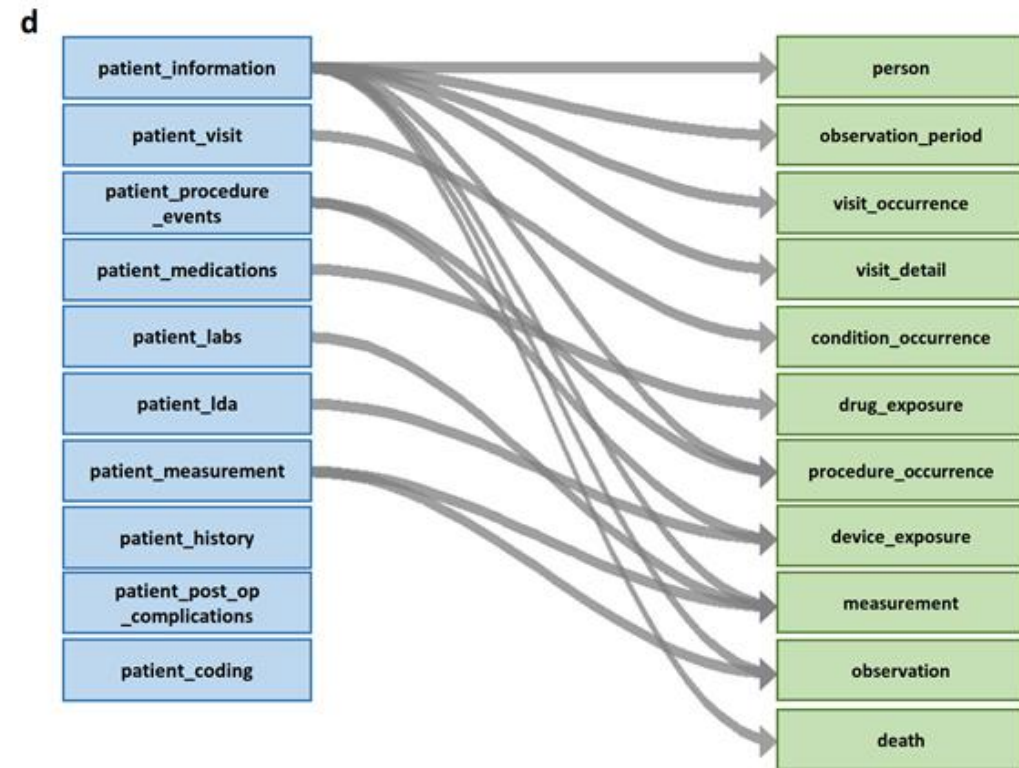 d
patient_information
patient_visit
patient_procedure
_events
patient_medications
patient_labs
patient_lda
patient_measurement
patient_history
patient_post_op
_complications
patient_coding
person
observation_period
visit_occurrence
visit_detail
condition_occurrence
drug_exposure
procedure_occurrence
device_exposure
measurement
observation
death